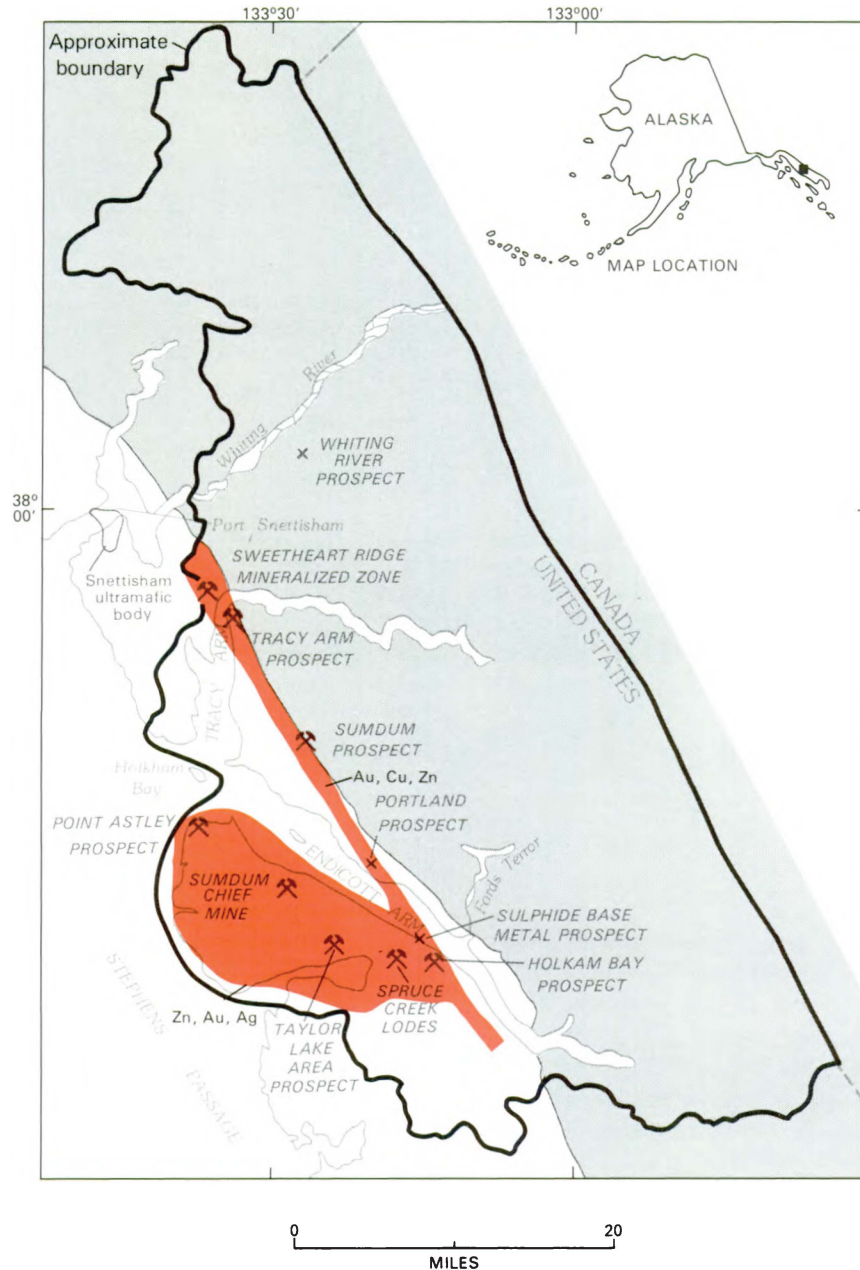 133°30'
133°00'
Approximate
boundary
ALASKA
MAP LOCATION
Whiting River
WHITING
RIVER
PROSPECT
38°
00'
Port Snettisham
SWEETHEART RIDGE
MINERALIZED ZONE
Snettisham
ultramatic
body
CANADA
UNITED STATES
TRACY ARM
TRACY ARM
PROSPECT
SUMDUM
PROSPECT
Holkham
Bay
Au, Cu, Zn
PORTLAND
PROSPECT
POINT ASTLEY
PROSPECT
ENDICOTT ARM
Fords Terror
SUMDUM
CHIEF
MINE
SULPHIDE BASE
METAL PROSPECT
HOLKAM BAY
PROSPECT
SPRUCE
CREEK
LODES
STEPHENS PASSAGE
Zn, Au, Ag
TAYLOR
LAKE
AREA
PROSPECT
0 20
MILES